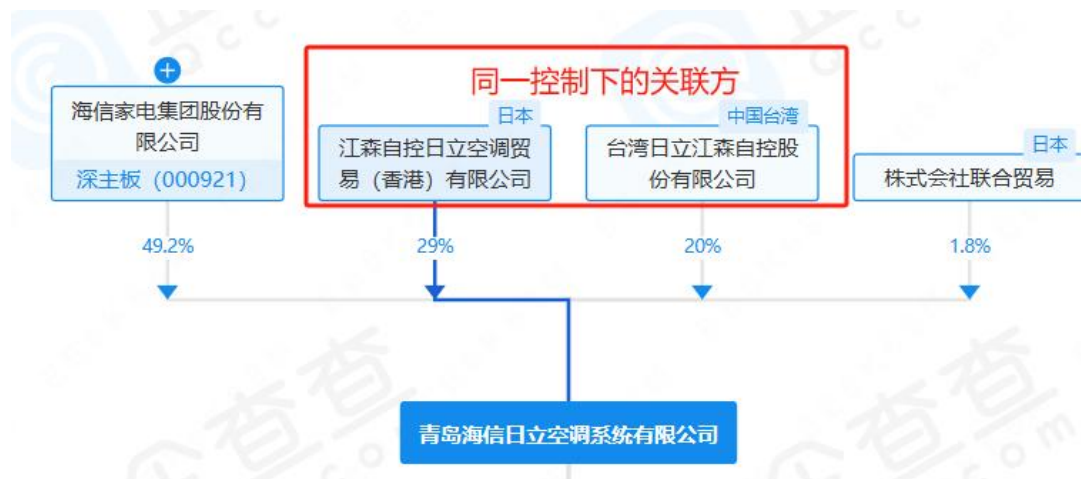 同一控制下的关联方
海信家电集团股份有
限公司
深主板（000921）
日本
江森自控日立空调贸
易（香港）有限公司
中国台湾
台湾日立江森自控股
份有限公司
日本
株式会社联合贸易
49.2%
29%
20%
1.8%
青岛海信日立空调系统有限公司